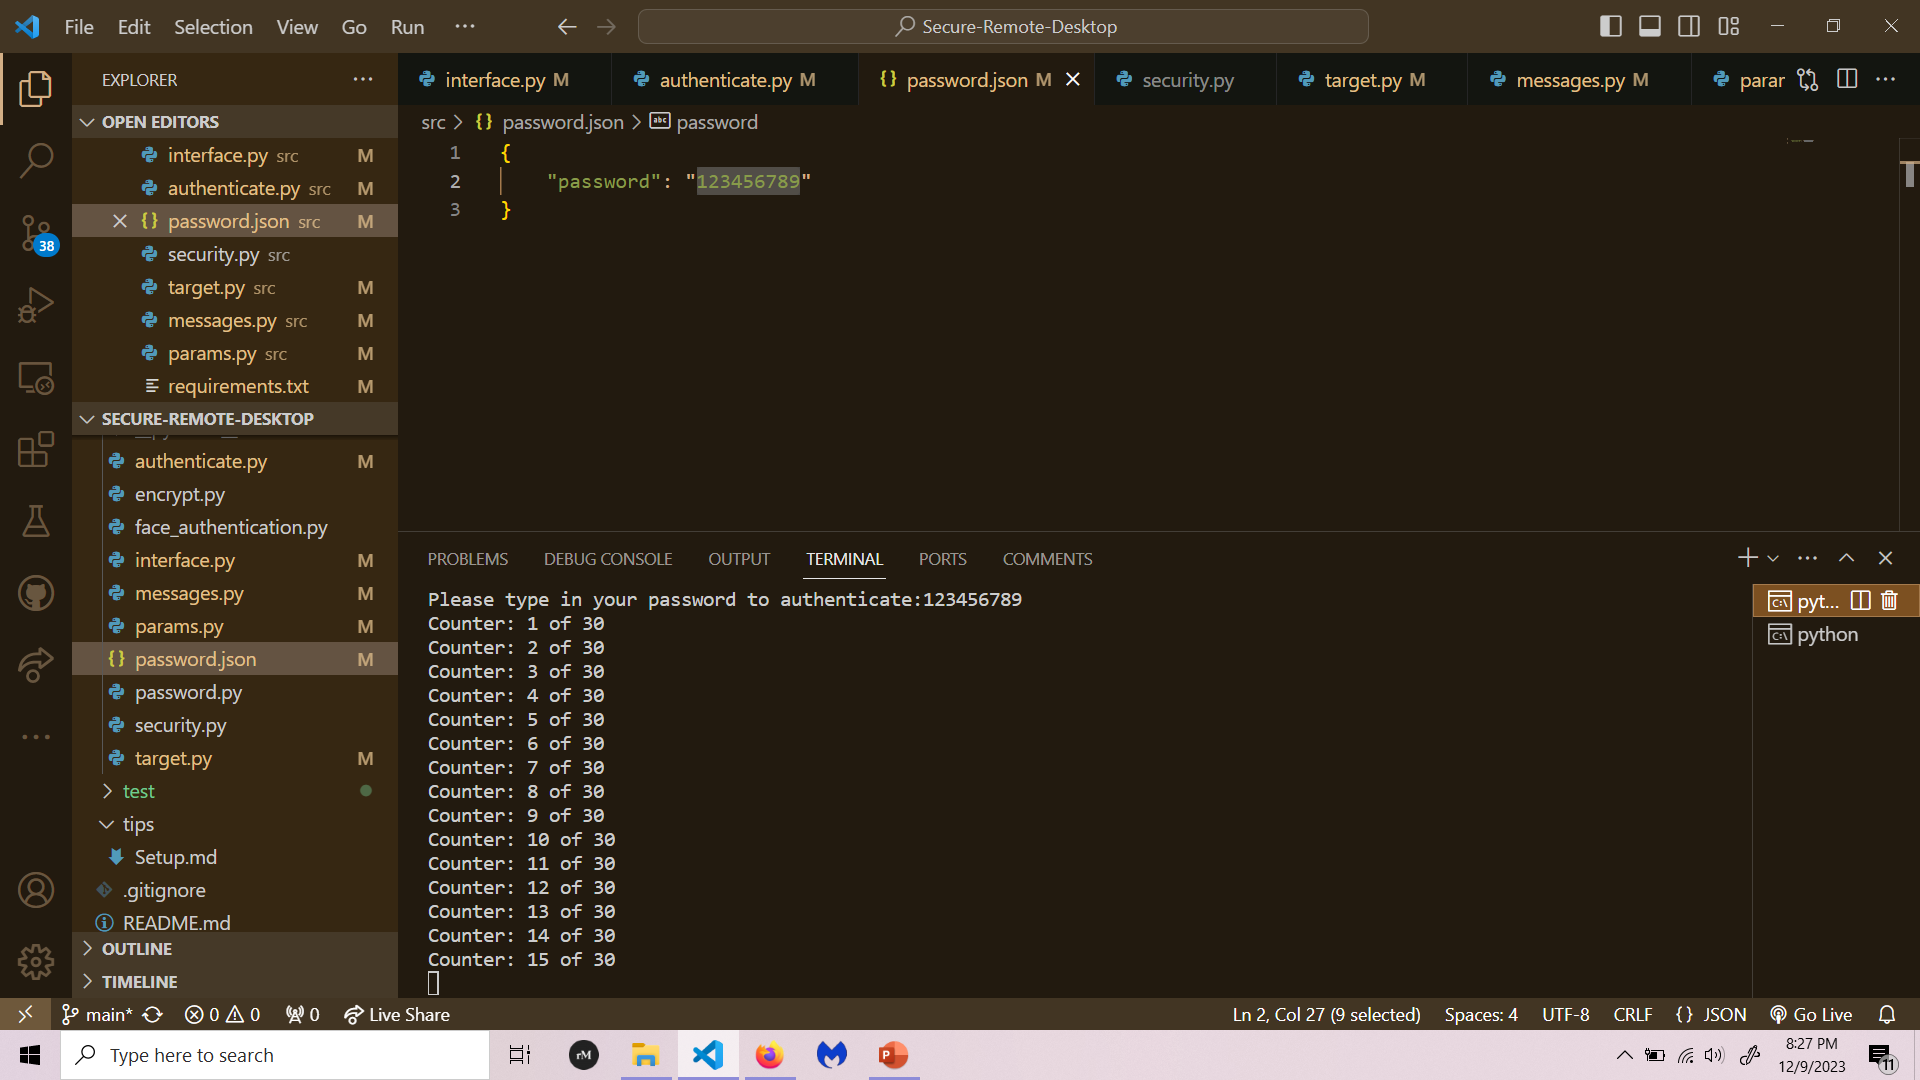 File Edit Selection View Go Run ...
Secure-Remote-Desktop
EXPLORER
OPEN EDITORS
interface.py src M
authenticate.py src M
{} password.json src M
security.py src
target.py src M
messages.py src M
params.py src M
requirements.txt M
SECURE-REMOTE-DESKTOP
authenticate.py M
encrypt.py
face_authentication.py
interface.py M
messages.py M
params.py M
{} password.json M
password.py
security.py
target.py M
test
tips
Setup.md
.gitignore
README.md
OUTLINE
TIMELINE
38
interface.py M authenticate.py M {} password.json M security.py target.py M messages.py M parar
src > {} password.json > abc password
1 {
2 "password": "123456789"
3 }
PROBLEMS DEBUG CONSOLE OUTPUT TERMINAL PORTS COMMENTS
Please type in your password to authenticate:123456789
Counter: 1 of 30
Counter: 2 of 30
Counter: 3 of 30
Counter: 4 of 30
Counter: 5 of 30
Counter: 6 of 30
Counter: 7 of 30
Counter: 8 of 30
Counter: 9 of 30
Counter: 10 of 30
Counter: 11 of 30
Counter: 12 of 30
Counter: 13 of 30
Counter: 14 of 30
Counter: 15 of 30
pyt...
python
main* 0 0 0 Live Share
Ln 2, Col 27 (9 selected) Spaces: 4 UTF-8 CRLF {} JSON Go Live
Type here to search
rM
P
8:27 PM
12/9/2023
11